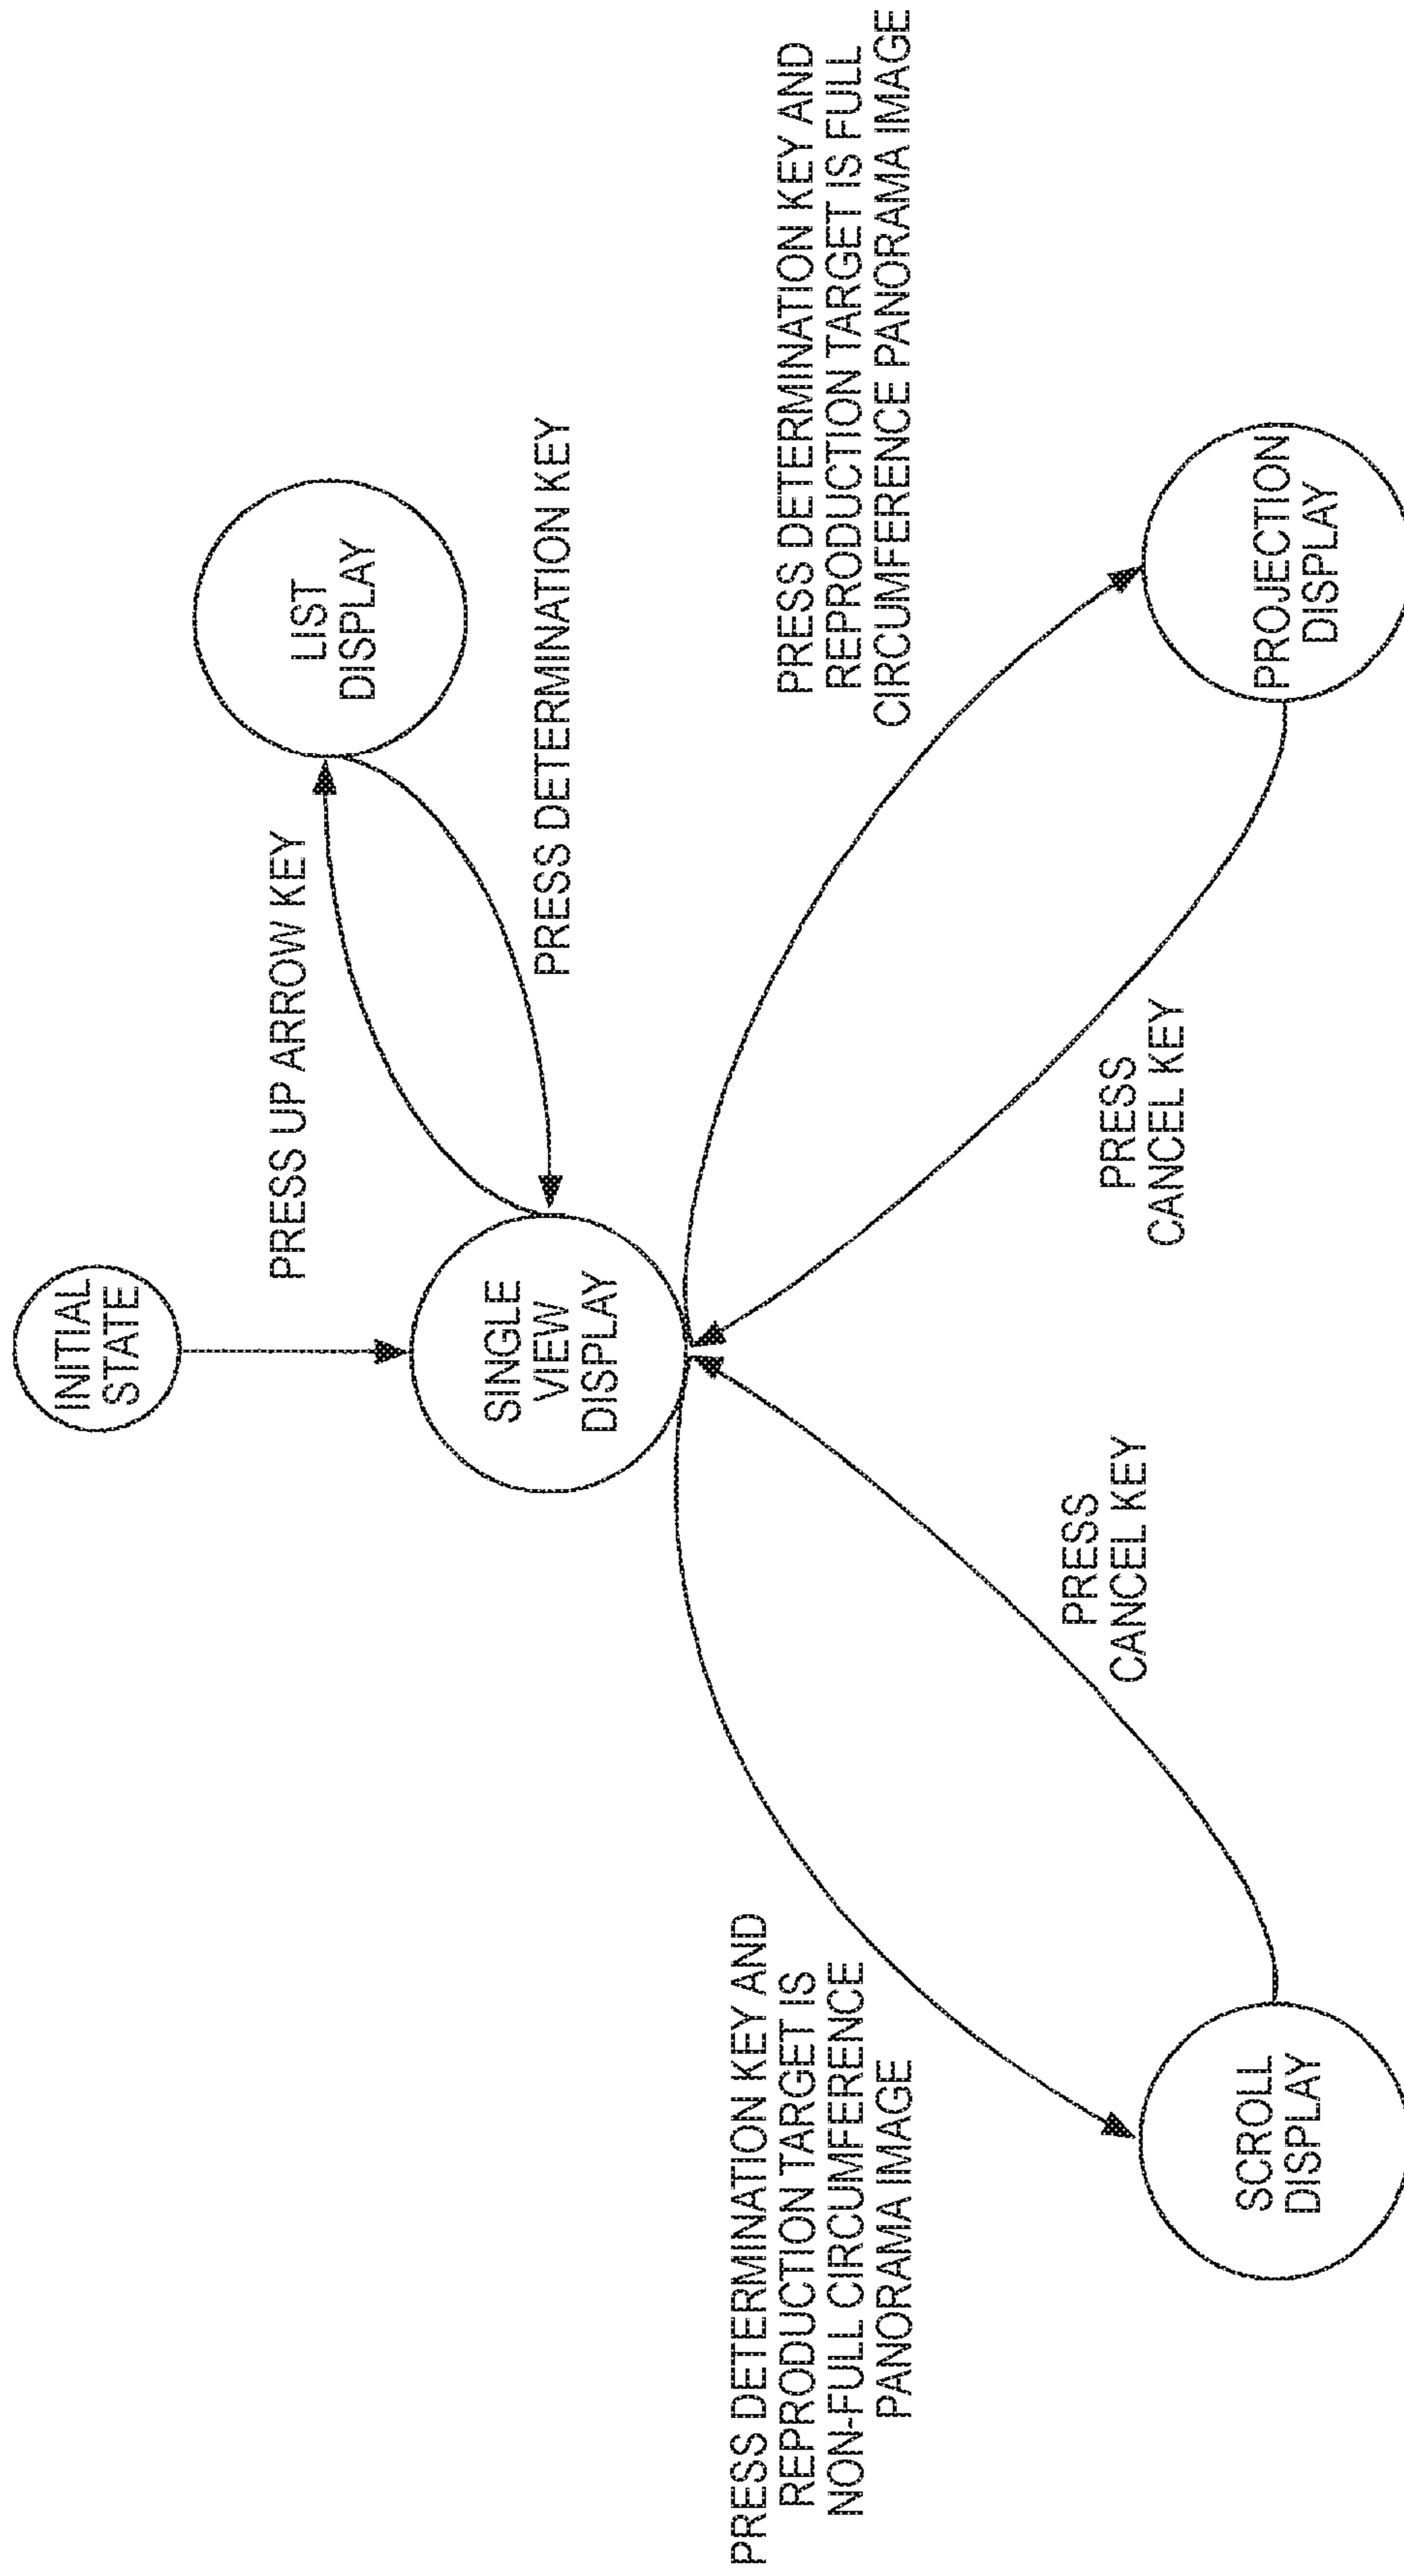 INITIAL
STATE
PRESS UP ARROW KEY
LIST
DISPLAY
SINGLE
VIEW
DISPLAY
PRESS DETERMINATION KEY
PRESS DETERMINATION KEY AND
REPRODUCTION TARGET IS
NON-FULL CIRCUMFERENCE
PANORAMA IMAGE
PRESS DETERMINATION KEY AND
REPRODUCTION TARGET IS FULL
CIRCUMFERENCE PANORAMA IMAGE
PRESS
CANCEL KEY
PRESS
CANCEL KEY
SCROLL
DISPLAY
PROJECTION
DISPLAY